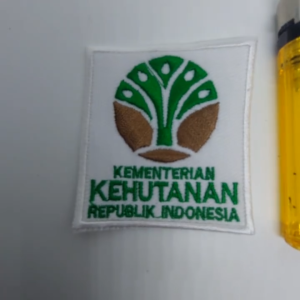 KEMENTERIAN
KEHUTANAN
REPUBLIK INDONESIA